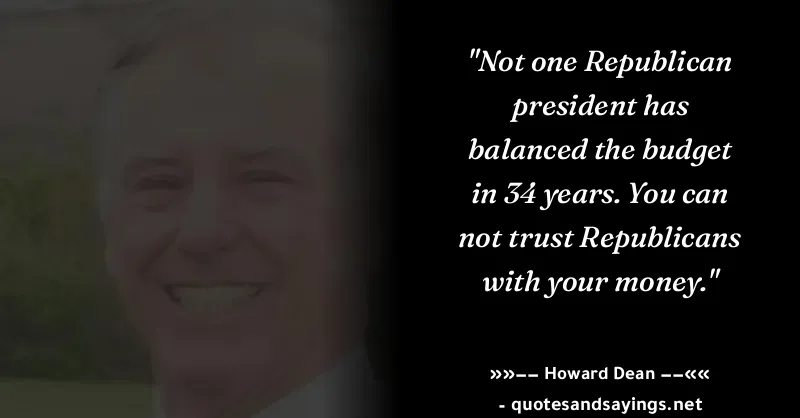 "Not one Republican
president has
balanced the budget
in 34 years. You can
not trust Republicans
with your money."
»»–– Howard Dean ––««
- quotesandsayings.net